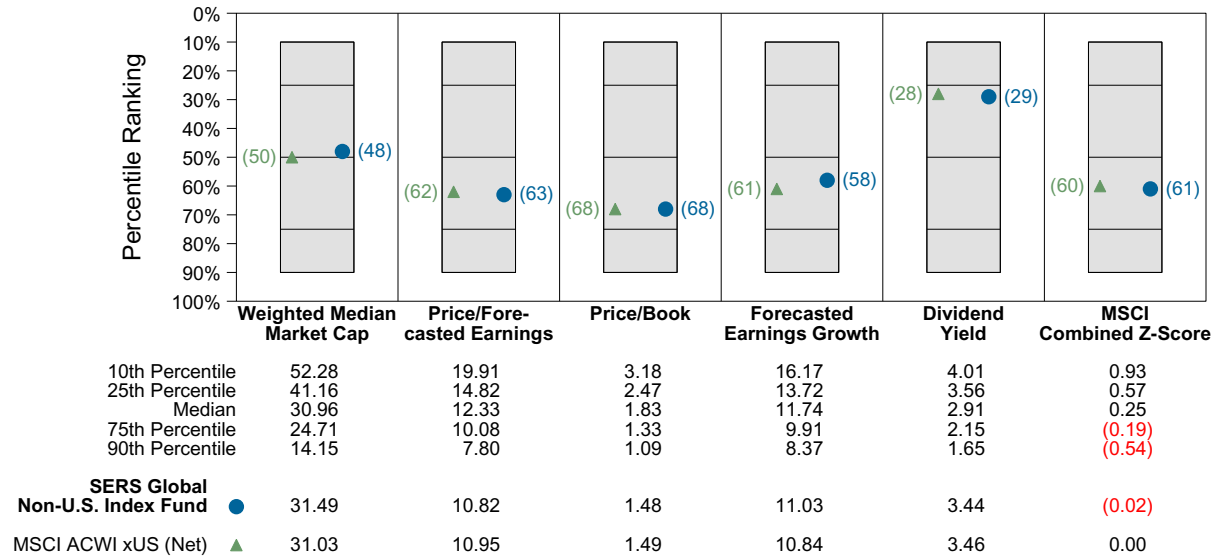 Percentile Ranking
0%
10%
20%
30%
40%
50%
60%
70%
80%
90%
100%
(50) (48)
(62) (63)
(68) (68)
(61) (58)
(28) (29)
(60) (61)
Weighted Median
Market Cap
Price/Fore-
casted Earnings
Price/Book
Forecasted
Earnings Growth
Dividend
Yield
MSCI
Combined Z-Score
10th Percentile 52.28 19.91 3.18 16.17 4.01 0.93
25th Percentile 41.16 14.82 2.47 13.72 3.56 0.57
Median 30.96 12.33 1.83 11.74 2.91 0.25
75th Percentile 24.71 10.08 1.33 9.91 2.15 (0.19)
90th Percentile 14.15 7.80 1.09 8.37 1.65 (0.54)
SERS Global
Non-U.S. Index Fund 31.49 10.82 1.48 11.03 3.44 (0.02)
MSCI ACWI xUS (Net) 31.03 10.95 1.49 10.84 3.46 0.00